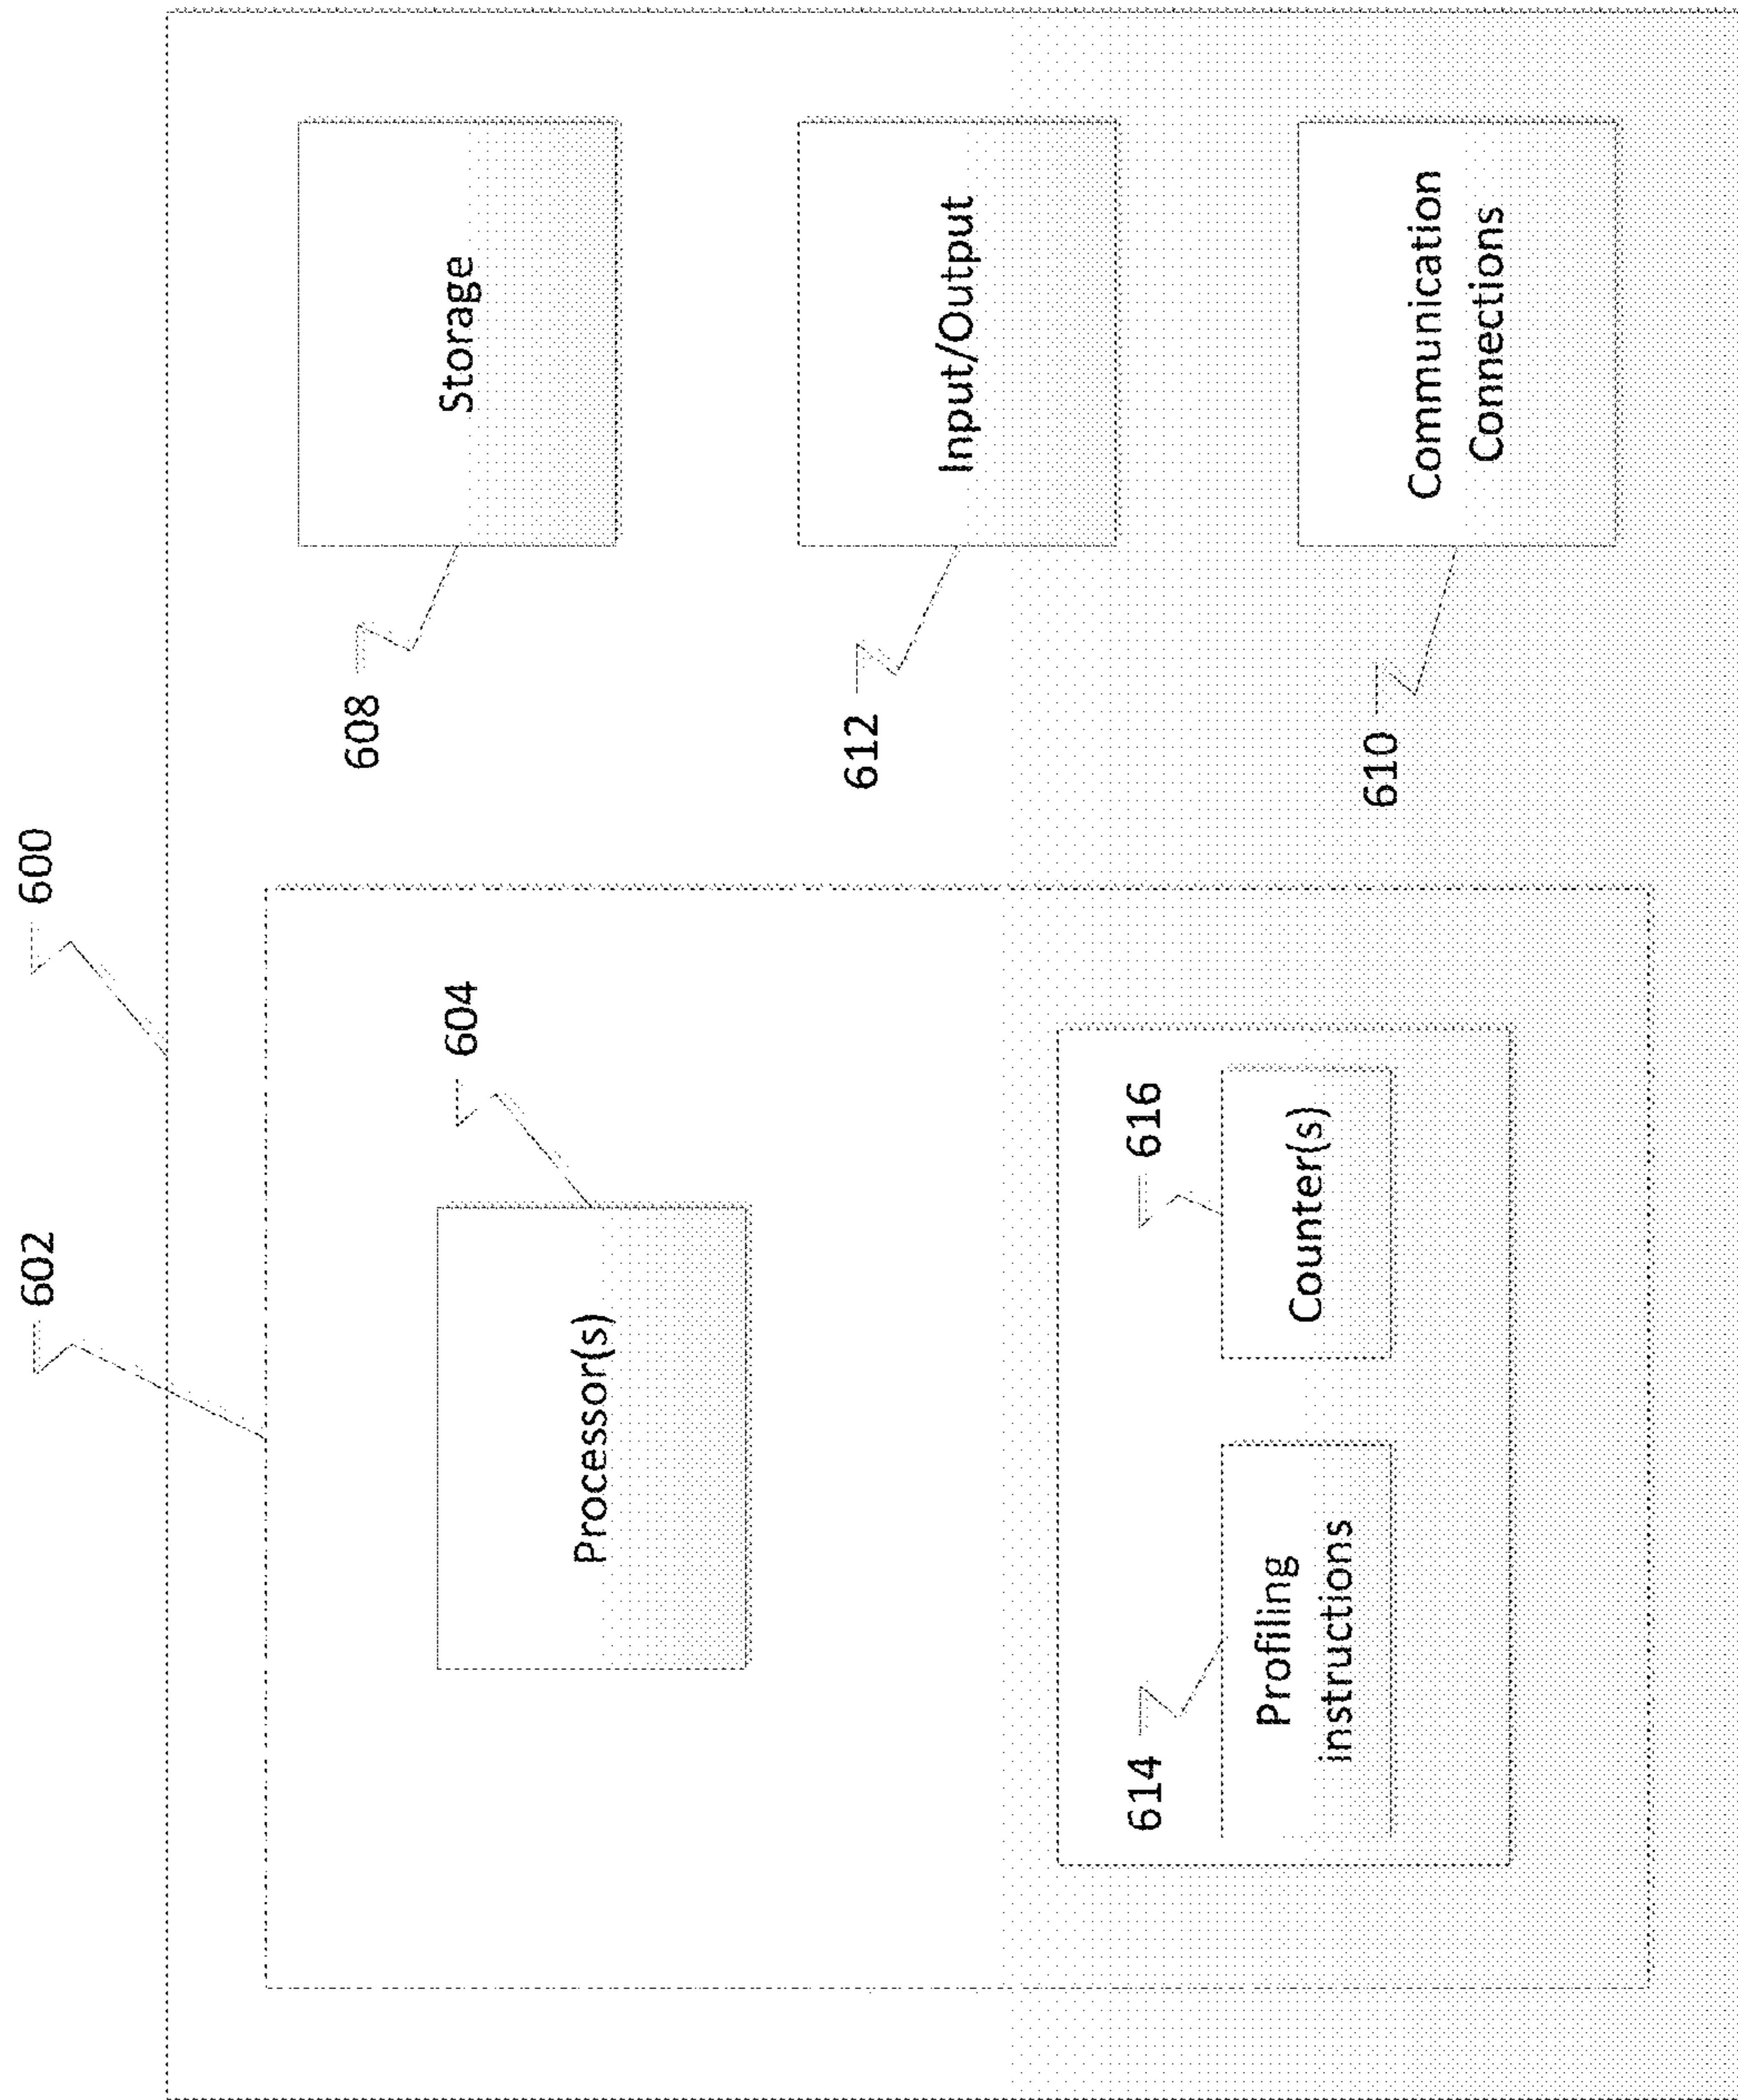 600
602
604
Processor(s)
608
Storage
612
Input/Output
616
Counter(s)
614
Profiling
instructions
610
Communication
Connections